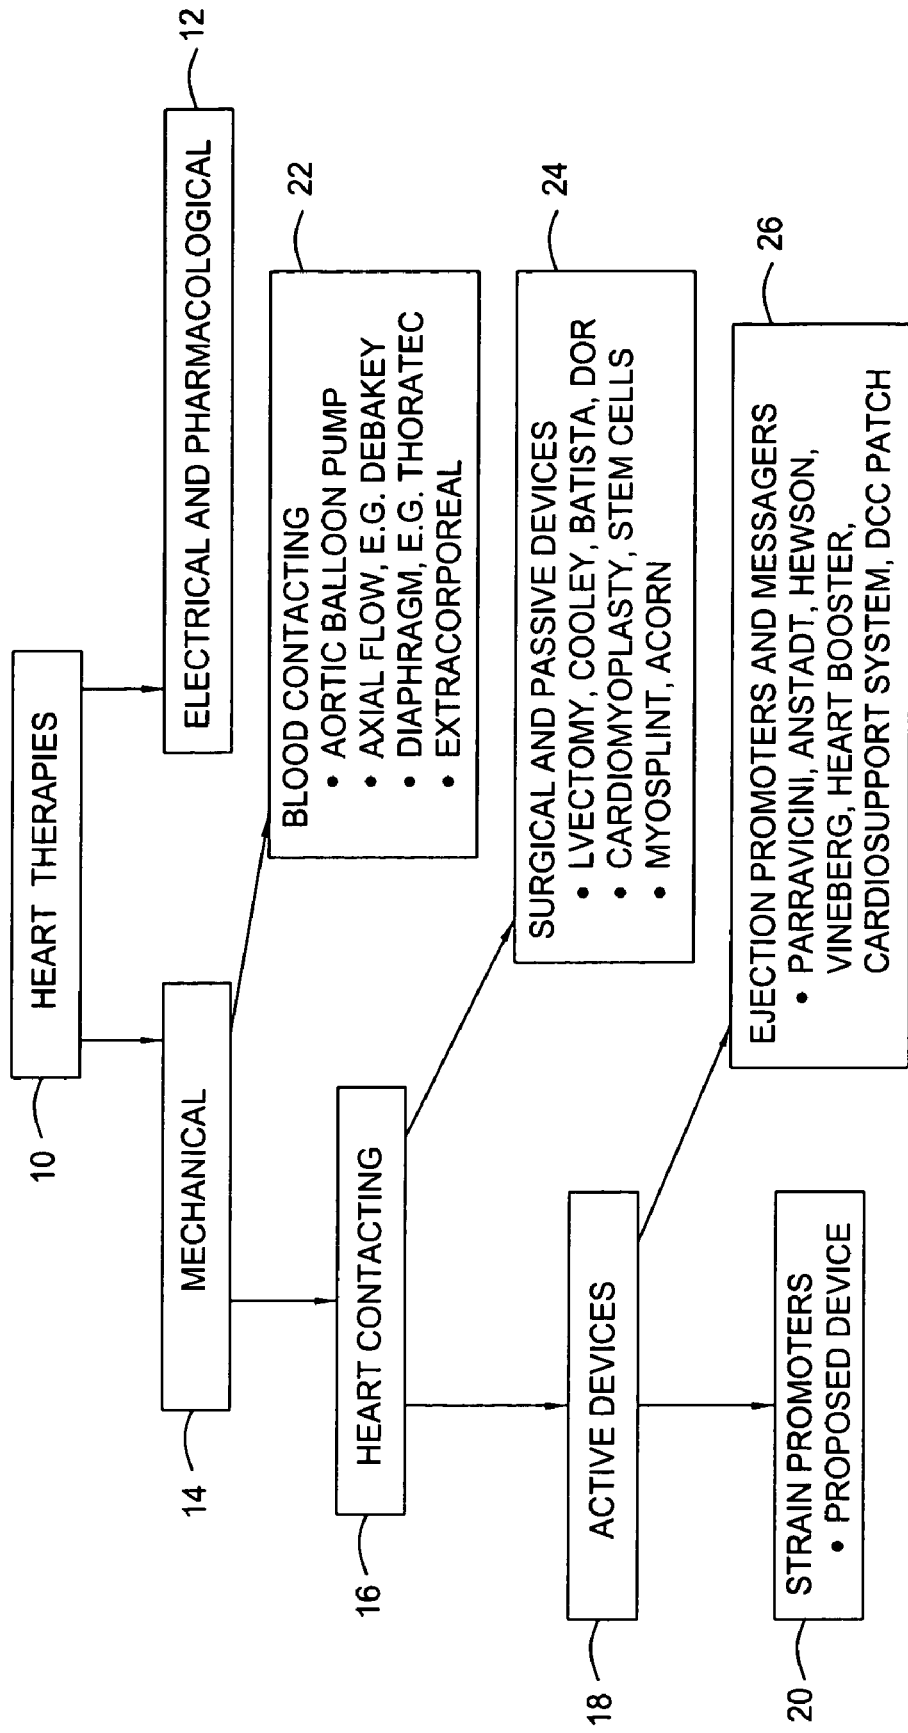 HEART THERAPIES
10
MECHANICAL
14
ELECTRICAL AND PHARMACOLOGICAL
12
HEART CONTACTING
16
BLOOD CONTACTING
• AORTIC BALLOON PUMP
• AXIAL FLOW, E.G. DEBAKEY
• DIAPHRAGM, E.G. THORATEC
• EXTRACORPOREAL
22
ACTIVE DEVICES
18
SURGICAL AND PASSIVE DEVICES
• LVECTOMY, COOLEY, BATISTA, DOR
• CARDIOMYOPLASTY, STEM CELLS
• MYOSPLINT, ACORN
24
STRAIN PROMOTERS
• PROPOSED DEVICE
20
EJECTION PROMOTERS AND MESSAGERS
• PARRAVICINI, ANSTADT, HEWSON,
VINEBERG, HEART BOOSTER,
CARDIOSUPPORT SYSTEM, DCC PATCH
26